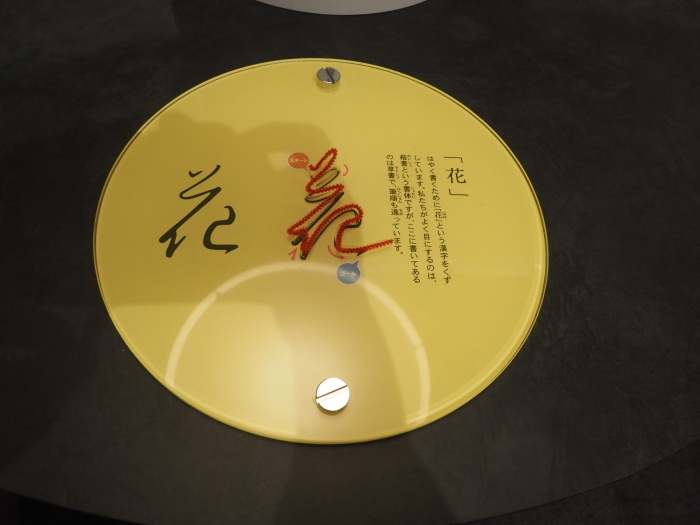 「花」
はやく書くために「花」という漢字をくず
しています。私たちがよく目にするのは、
楷書という書体ですが、ここに書いてある
のは草書で、筆順も違っています。
スタート
花
ゴール
花